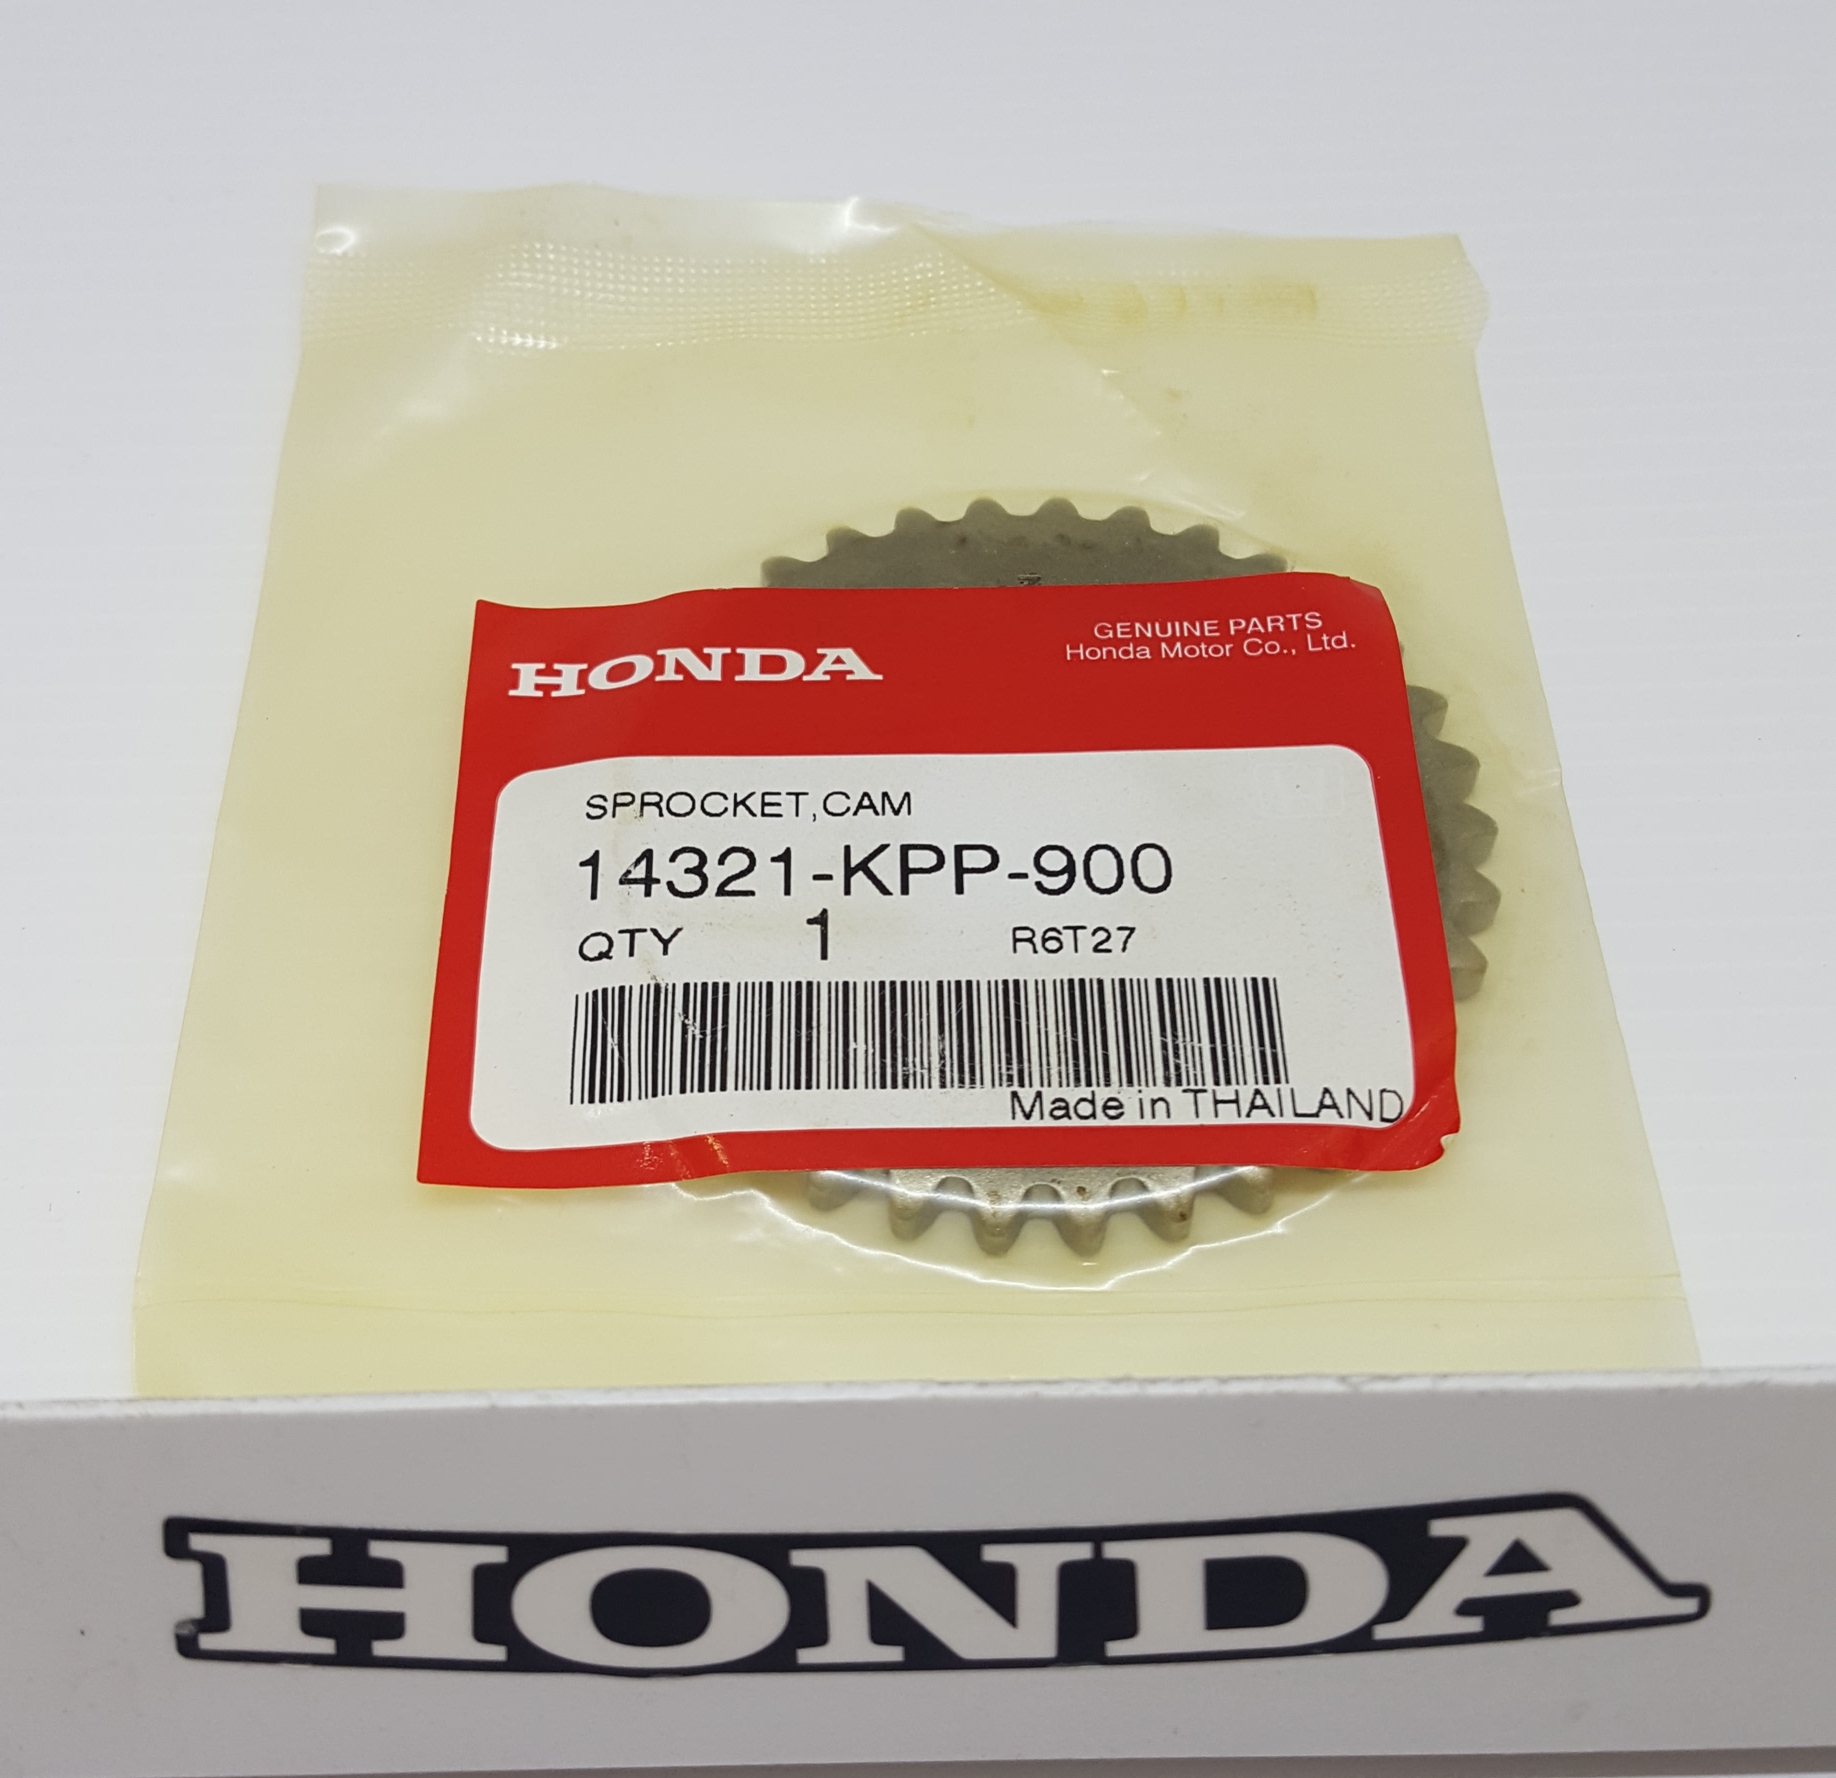 HONDA
GENUINE PARTS
Honda Motor Co., Ltd.
SPROCKET,CAM
14321-KPP-900
QTY 1 R6T27
Made in THAILAND
HONDA